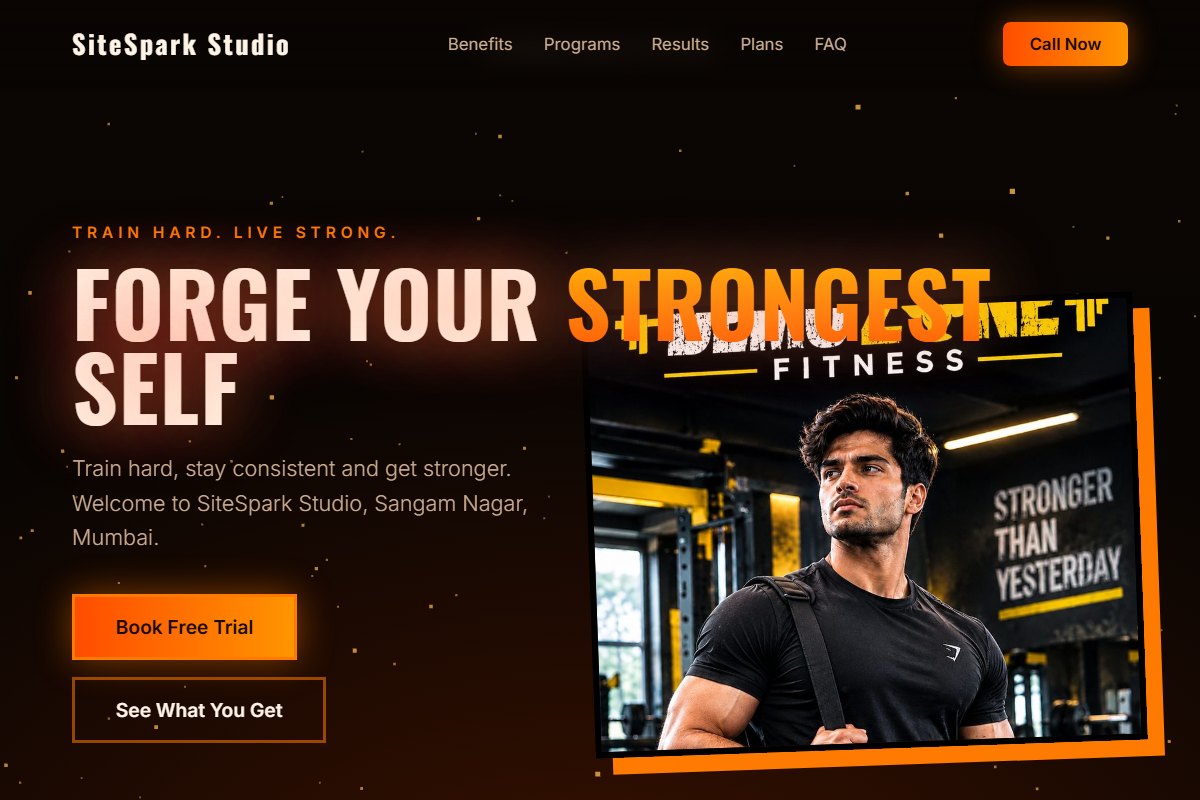 SiteSpark Studio
Benefits Programs Results Plans FAQ
Call Now
TRAIN HARD. LIVE STRONG.
FORGE YOUR STRONGEST
SELF
Train hard, stay consistent and get stronger.
Welcome to SiteSpark Studio, Sangam Nagar,
Mumbai.
Book Free Trial
See What You Get
FITNESS
STRONGER
THAN
YESTERDAY